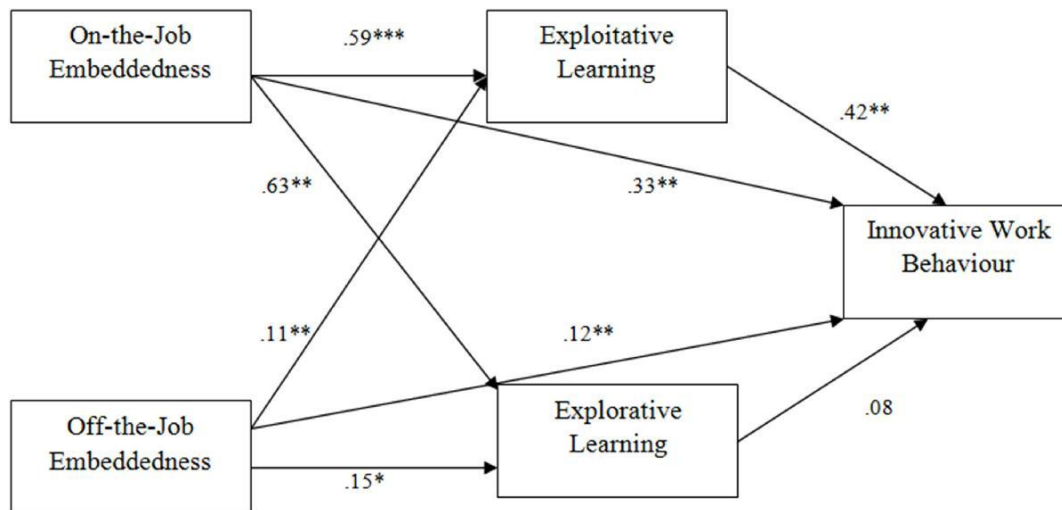 On-the-Job
Embeddedness
.59***
Exploitative
Learning
.42**
.63**
.33**
Innovative Work
Behaviour
.11**
.12**
Off-the-Job
Embeddedness
.15*
Explorative
Learning
.08